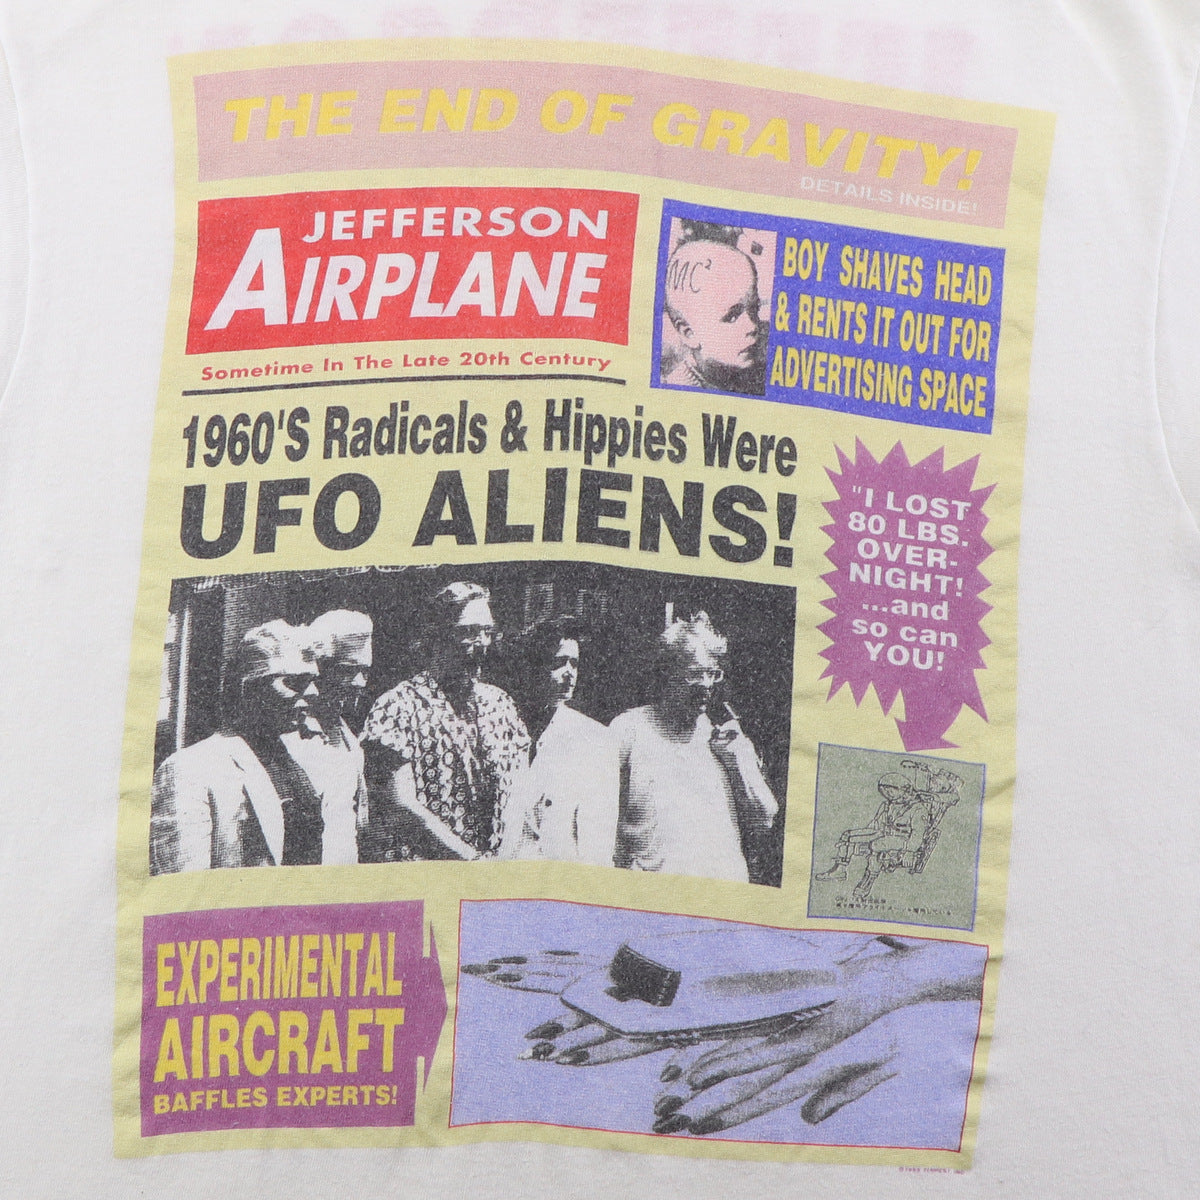 THE END OF GRAVITY!
DETAILS INSIDE!
JEFFERSON
AIRPLANE
Sometime In The Late 20th Century
MC²
BOY SHAVES HEAD
& RENTS IT OUT FOR
ADVERTISING SPACE
1960'S Radicals & Hippies Were
UFO ALIENS!
"I LOST
80 LBS.
OVER-
NIGHT!
...and
so can
YOU!
EXPERIMENTAL
AIRCRAFT
BAFFLES EXPERTS!